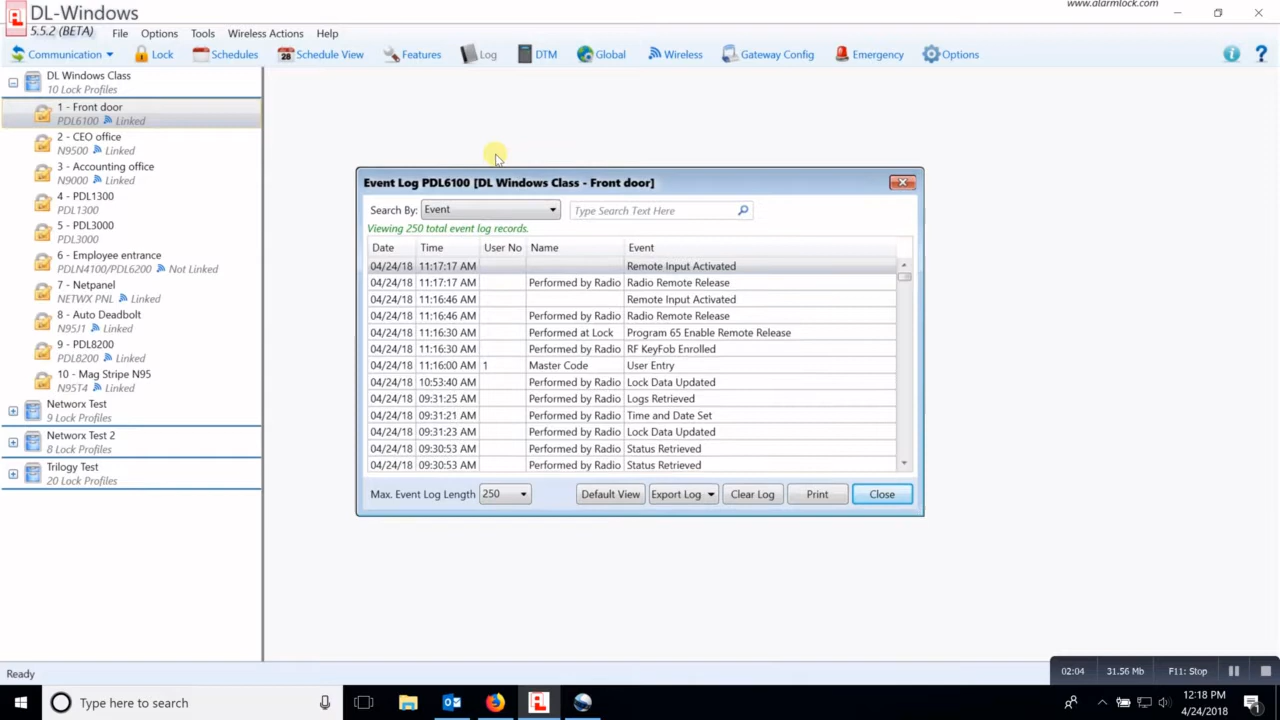 DL-Windows
www.alarmlock.com
5.5.2 (BETA) File Options Tools Wireless Actions Help
Communication Lock Schedules 28 Schedule View Features Log DTM Global Wireless Gateway Config Emergency Options
DL Windows Class
10 Lock Profiles
1 - Front door
PDL6100 Linked
2 - CEO office
N9500 Linked
3 - Accounting office
N9000 Linked
4 - PDL1300
PDL1300
5 - PDL3000
PDL3000
6 - Employee entrance
PDLN4100/PDL6200 Not Linked
7 - Netpanel
NETWX PNL Linked
8 - Auto Deadbolt
N95J1 Linked
9 - PDL8200
PDL8200 Linked
10 - Mag Stripe N95
N95T4 Linked
Networx Test
9 Lock Profiles
Networx Test 2
8 Lock Profiles
Trilogy Test
20 Lock Profiles
Event Log PDL6100 [DL Windows Class - Front door]
Search By: Event Type Search Text Here
Viewing 250 total event log records.
Date Time User No Name Event
04/24/18 11:17:17 AM Remote Input Activated
04/24/18 11:17:17 AM Performed by Radio Radio Remote Release
04/24/18 11:16:46 AM Remote Input Activated
04/24/18 11:16:46 AM Performed by Radio Radio Remote Release
04/24/18 11:16:30 AM Performed at Lock Program 65 Enable Remote Release
04/24/18 11:16:30 AM Performed by Radio RF KeyFob Enrolled
04/24/18 11:16:00 AM 1 Master Code User Entry
04/24/18 10:53:40 AM Performed by Radio Lock Data Updated
04/24/18 09:31:25 AM Performed by Radio Logs Retrieved
04/24/18 09:31:21 AM Performed by Radio Time and Date Set
04/24/18 09:31:23 AM Performed by Radio Lock Data Updated
04/24/18 09:30:53 AM Performed by Radio Status Retrieved
04/24/18 09:30:53 AM Performed by Radio Status Retrieved
Max. Event Log Length 250 Default View Export Log Clear Log Print Close
Ready
02:04 31.56 Mb F11: Stop
Type here to search
12:18 PM
4/24/2018